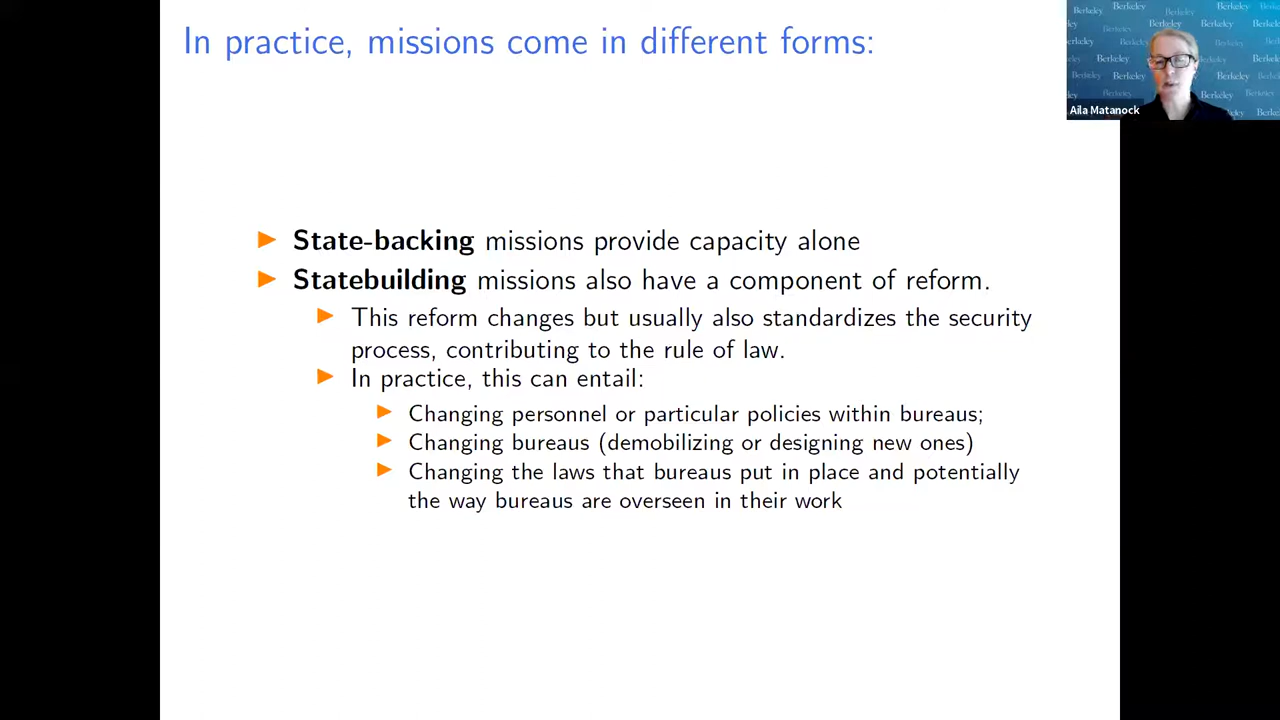 In practice, missions come in different forms:
State-backing missions provide capacity alone
Statebuilding missions also have a component of reform.
This reform changes but usually also standardizes the security
process, contributing to the rule of law.
In practice, this can entail:
Changing personnel or particular policies within bureaus;
Changing bureaus (demobilizing or designing new ones)
Changing the laws that bureaus put in place and potentially
the way bureaus are overseen in their work
Berkeley
Aila Matanock